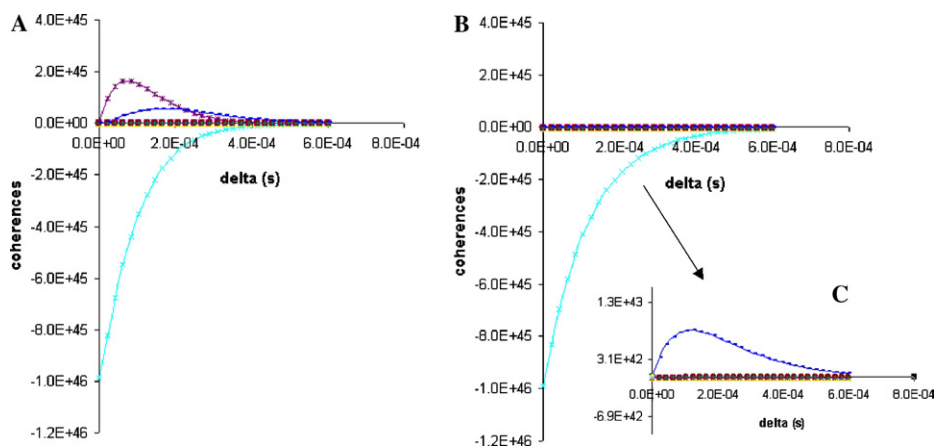 A
4.0E+45
2.0E+45
0.0E+00
-2.0E+45
-4.0E+45
-6.0E+45
-8.0E+45
-1.0E+46
-1.2E+46
0.0E+00 2.0E-04 4.0E-04 6.0E-04 8.0E-04
delta (s)
coherences
B
4.0E+45
2.0E+45
0.0E+00
-2.0E+45
-4.0E+45
-6.0E+45
-8.0E+45
-1.0E+46
-1.2E+46
0.0E+00 2.0E-04 4.0E-04 6.0E-04 8.0E-04
delta (s)
coherences
C
1.3E+43
3.1E+42
-6.9E+42
0.0E+00 2.0E-04 4.0E-04 6.0E-04 8.0E-04
delta (s)